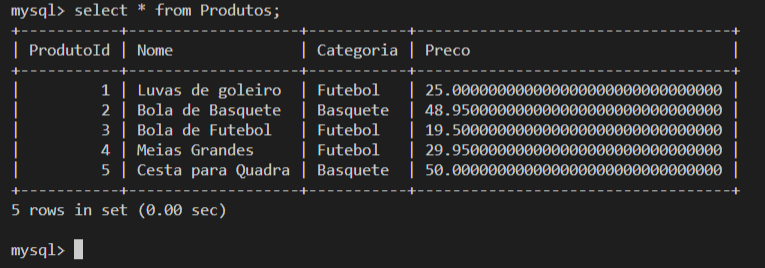 mysql> select * from Produtos;
+-----------+-------------------+-----------+-----------------------------------+
| ProdutoId | Nome              | Categoria | Preco                             |
+-----------+-------------------+-----------+-----------------------------------+
|         1 | Luvas de goleiro  | Futebol   | 25.000000000000000000000000000000 |
|         2 | Bola de Basquete  | Basquete  | 48.950000000000000000000000000000 |
|         3 | Bola de Futebol   | Futebol   | 19.500000000000000000000000000000 |
|         4 | Meias Grandes     | Futebol   | 29.950000000000000000000000000000 |
|         5 | Cesta para Quadra | Basquete  | 50.000000000000000000000000000000 |
+-----------+-------------------+-----------+-----------------------------------+
5 rows in set (0.00 sec)
mysql>